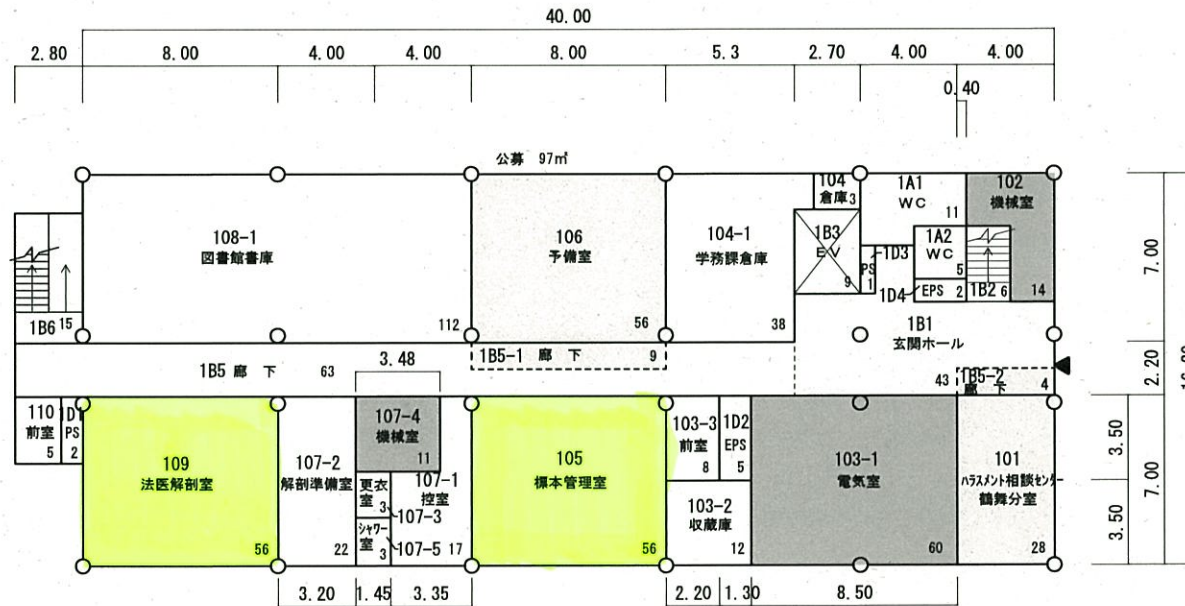 40.00
2.80
8.00
4.00
4.00
8.00
5.3
2.70
4.00
4.00
0.40
公募 97㎡
108-1
図書館書庫
112
106
予備室
56
104-1
学務課倉庫
38
104
倉庫3
1B3
EV
9
1A1
WC
11
1A2
WC
5
102
機械室
14
PS
1
1D3
1D4
EPS 2
1B2 6
1B6 15
1B1
玄関ホール
43
1B5-1 廊 下 9
1B5 廊 下 63
3.48
1B5-2
廊 下
4
110
前室
5
1D1
PS
2
109
法医解剖室
56
107-2
解剖準備室
22
107-4
機械室
11
更衣
室
3
107-3
シャワー
室
3
107-5
107-1
控室
17
105
標本管理室
56
103-3
前室
8
1D2
EPS
5
103-2
収蔵庫
12
103-1
電気室
60
101
ハラスメント相談センター
鶴舞分室
28
7.00
2.20
3.50
3.50
7.00
3.20
1.45
3.35
2.20
1.30
8.50